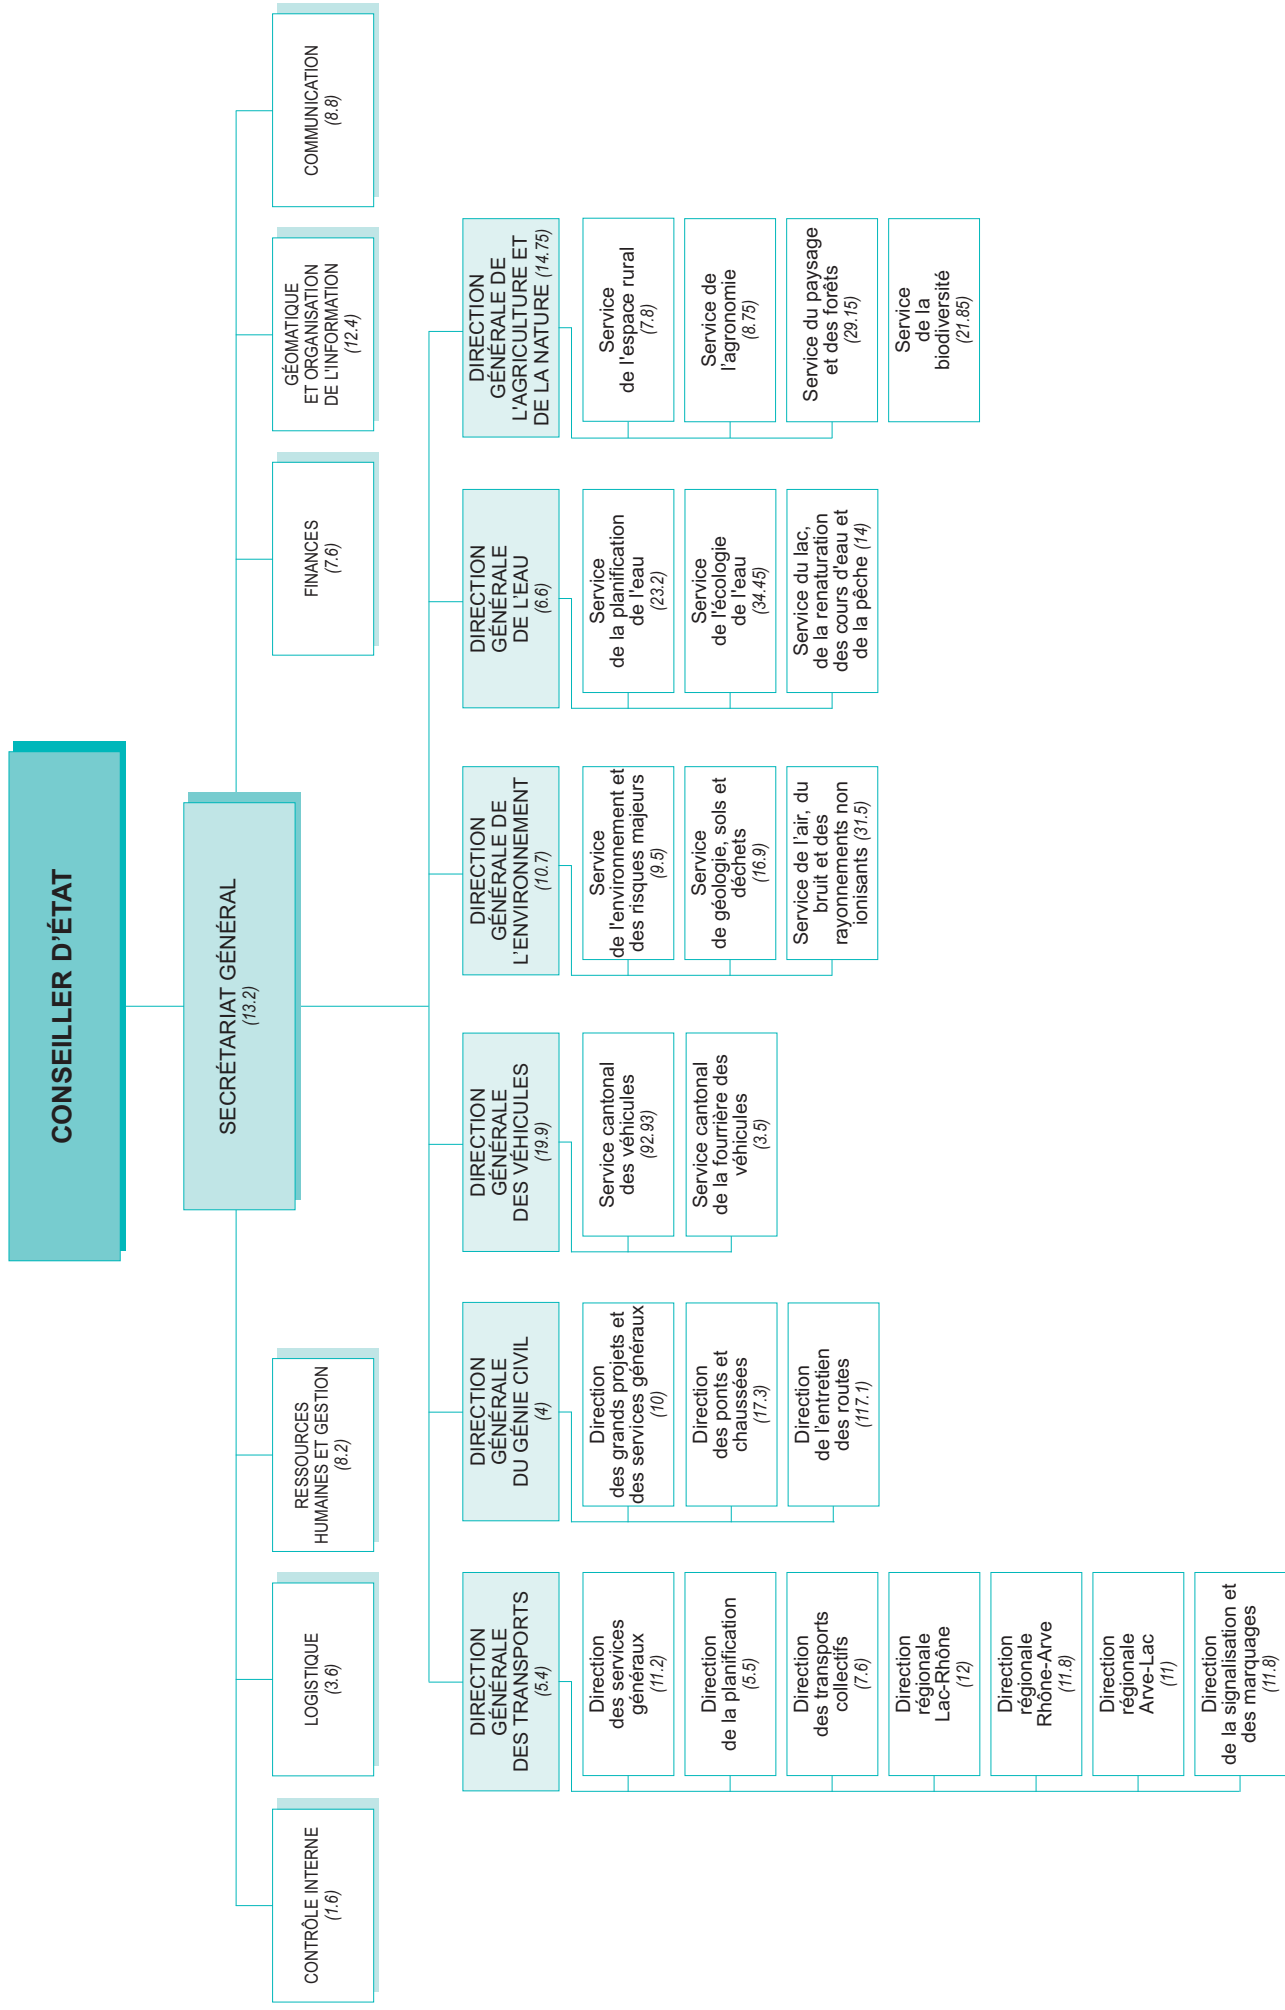 CONSEILLER D'ÉTAT
SECRÉTARIAT GÉNÉRAL
(13.2)
CONTRÔLE INTERNE
(1.6)
LOGISTIQUE
(3.6)
RESSOURCES
HUMAINES ET GESTION
(8.2)
FINANCES
(7.6)
GÉOMATIQUE
ET ORGANISATION
DE L'INFORMATION
(12.4)
COMMUNICATION
(8.8)
DIRECTION
GÉNÉRALE
DES TRANSPORTS
(5.4)
Direction
des services
généraux
(11.2)
Direction
de la planification
(5.5)
Direction
des transports
collectifs
(7.6)
Direction
régionale
Lac-Rhône
(12)
Direction
régionale
Rhône-Arve
(11.8)
Direction
régionale
Arve-Lac
(11)
Direction
de la signalisation et
des marquages
(11.8)
DIRECTION
GÉNÉRALE
DU GÉNIE CIVIL
(4)
Direction
des grands projets et
des services généraux
(10)
Direction
des ponts et
chaussées
(17.3)
Direction
de l'entretien
des routes
(117.1)
DIRECTION
GÉNÉRALE
DES VÉHICULES
(19.9)
Service cantonal
des véhicules
(92.93)
Service cantonal
de la fourrière des
véhicules
(3.5)
DIRECTION
GÉNÉRALE DE
L'ENVIRONNEMENT
(10.7)
Service
de l'environnement et
des risques majeurs
(9.5)
Service
de géologie, sols et
déchets
(16.9)
Service de l'air, du
bruit et des
rayonnements non
ionisants (31.5)
DIRECTION
GÉNÉRALE
DE L'EAU
(6.6)
Service
de la planification
de l'eau
(23.2)
Service
de l'écologie
de l'eau
(34.45)
Service du lac,
de la renaturation
des cours d'eau et
de la pêche (14)
DIRECTION
GÉNÉRALE DE
L'AGRICULTURE ET
DE LA NATURE (14.75)
Service
de l'espace rural
(7.8)
Service de
l'agronomie
(8.75)
Service du paysage
et des forêts
(29.15)
Service
de la
biodiversité
(21.85)